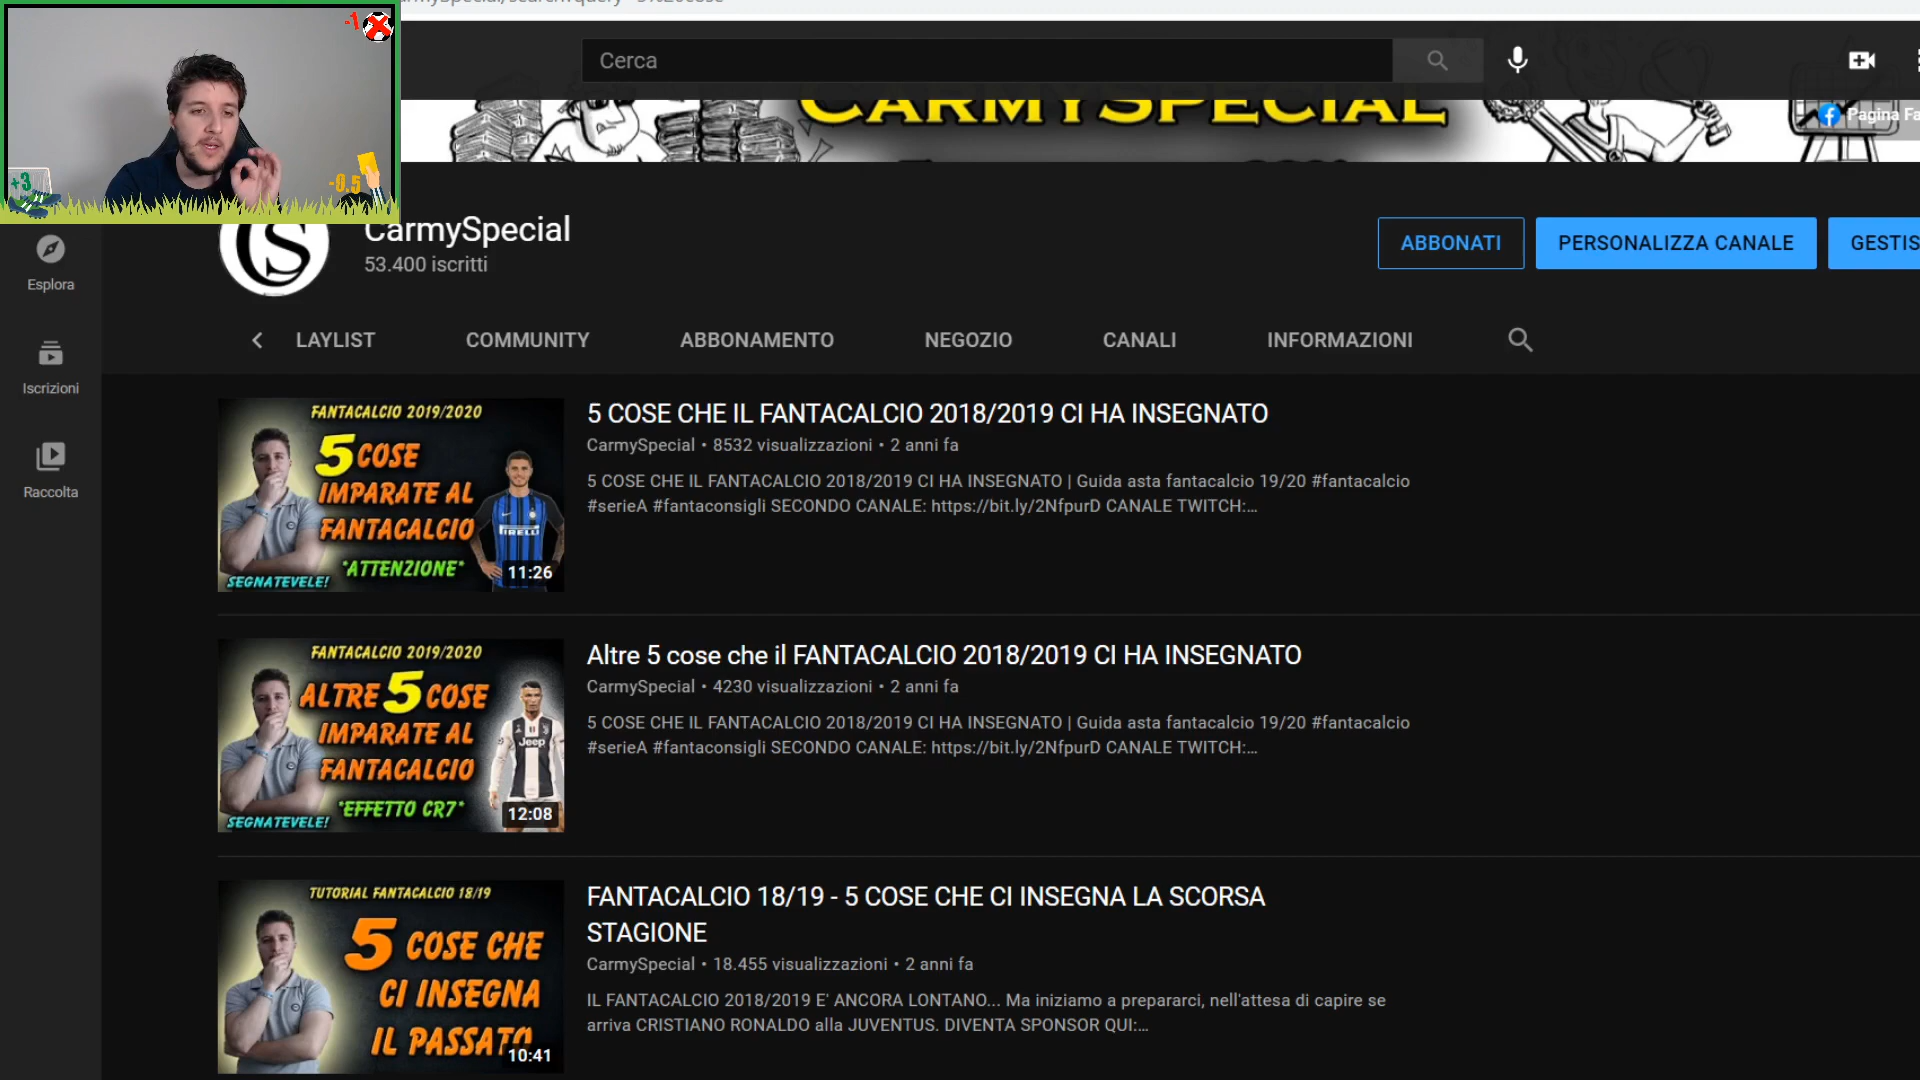 -1
+3
-0.5
Cerca
CARMYSPECIAL
Pagina Fa
CarmySpecial
53.400 iscritti
ABBONATI
PERSONALIZZA CANALE
GESTIS
Esplora
Iscrizioni
Raccolta
LAYLIST
COMMUNITY
ABBONAMENTO
NEGOZIO
CANALI
INFORMAZIONI
FANTACALCIO 2019/2020
5 COSE
IMPARATE AL
FANTACALCIO
*ATTENZIONE*
SEGNATEVELE!
PIRELLI
11:26
5 COSE CHE IL FANTACALCIO 2018/2019 CI HA INSEGNATO
CarmySpecial • 8532 visualizzazioni • 2 anni fa
5 COSE CHE IL FANTACALCIO 2018/2019 CI HA INSEGNATO | Guida asta fantacalcio 19/20 #fantacalcio
#serieA #fantaconsigli SECONDO CANALE: https://bit.ly/2NfpurD CANALE TWITCH:...
FANTACALCIO 2019/2020
ALTRE 5 COSE
IMPARATE AL
FANTACALCIO
*EFFETTO CR7*
SEGNATEVELE!
Jeep
12:08
Altre 5 cose che il FANTACALCIO 2018/2019 CI HA INSEGNATO
CarmySpecial • 4230 visualizzazioni • 2 anni fa
5 COSE CHE IL FANTACALCIO 2018/2019 CI HA INSEGNATO | Guida asta fantacalcio 19/20 #fantacalcio
#serieA #fantaconsigli SECONDO CANALE: https://bit.ly/2NfpurD CANALE TWITCH:...
TUTORIAL FANTACALCIO 18/19
5 COSE CHE
CI INSEGNA
IL PASSATO
10:41
FANTACALCIO 18/19 - 5 COSE CHE CI INSEGNA LA SCORSA
STAGIONE
CarmySpecial • 18.455 visualizzazioni • 2 anni fa
IL FANTACALCIO 2018/2019 E' ANCORA LONTANO... Ma iniziamo a prepararci, nell'attesa di capire se
arriva CRISTIANO RONALDO alla JUVENTUS. DIVENTA SPONSOR QUI:...